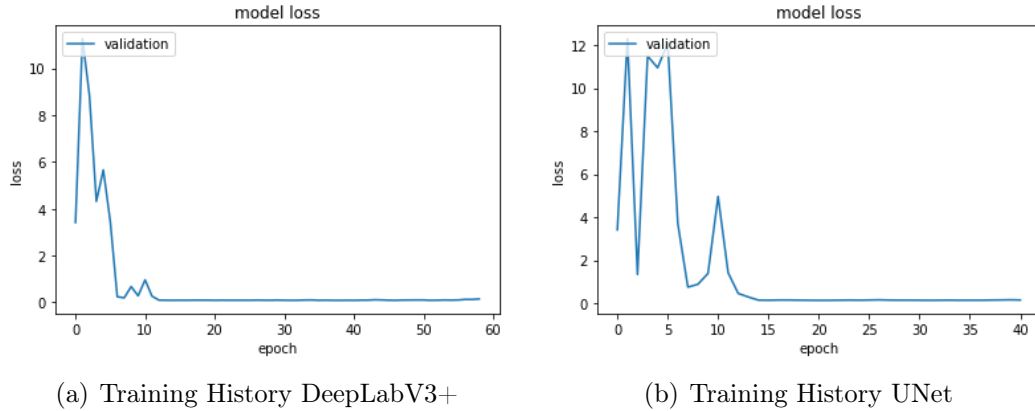 model loss
validation
10
8
6
4
2
0
loss
0 10 20 30 40 50 60
epoch
(a) Training History DeepLabV3+
model loss
validation
12
10
8
6
4
2
0
loss
0 5 10 15 20 25 30 35 40
epoch
(b) Training History UNet